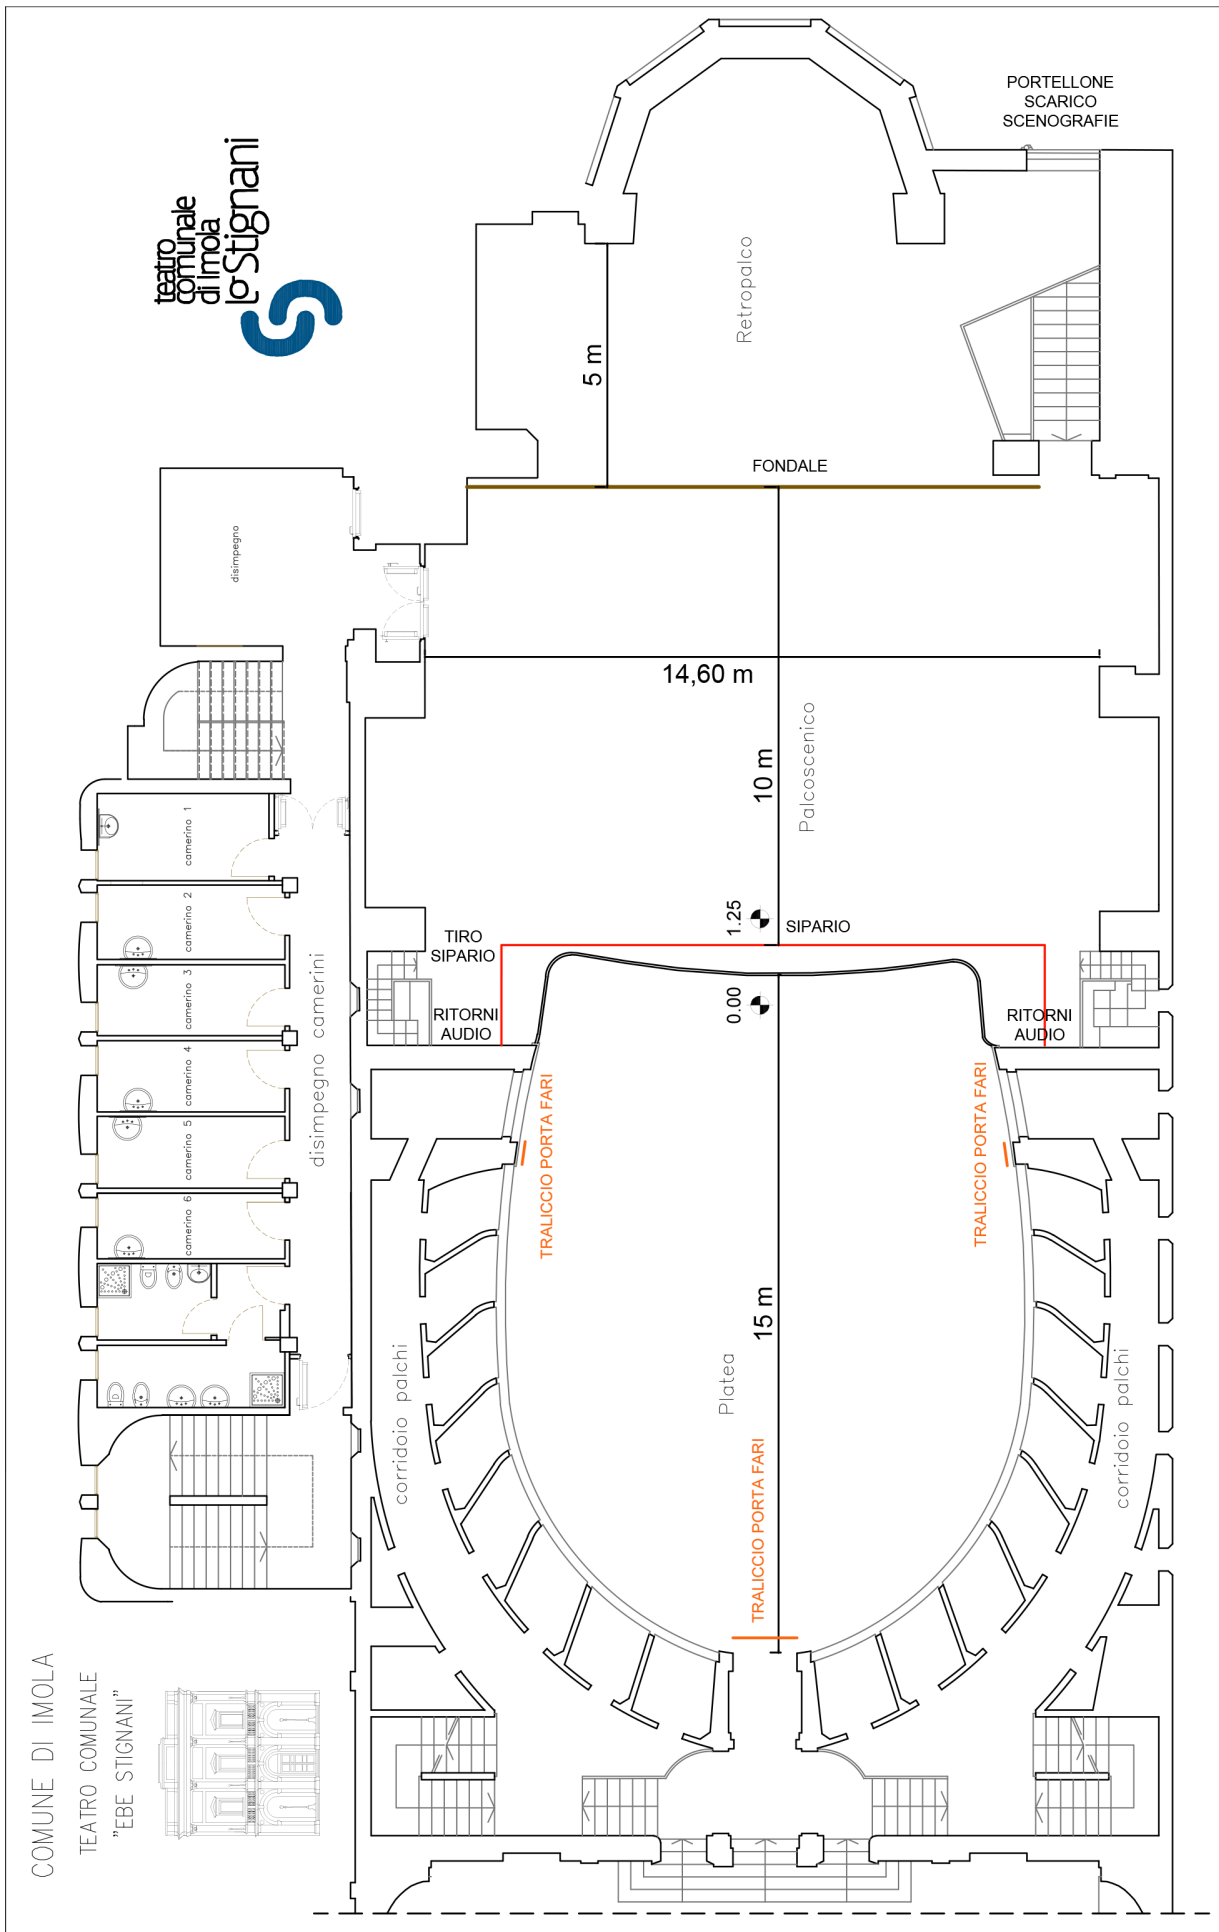 PORTELLONE
SCARICO
SCENOGRAFIE
teatro
comunale
di Imola
lo Stignani
Retropalco
5 m
FONDALE
disimpegno
14,60 m
Palcoscenico
10 m
camerino 1
camerino 2
camerino 3
camerino 4
camerino 5
camerino 6
disimpegno camerini
1.25
SIPARIO
TIRO
SIPARIO
0.00
RITORNI
AUDIO
RITORNI
AUDIO
TRALICCIO PORTA FARI
TRALICCIO PORTA FARI
15 m
Platea
corridoio palchi
corridoio palchi
TRALICCIO PORTA FARI
COMUNE DI IMOLA
TEATRO COMUNALE
"EBE STIGNANI"